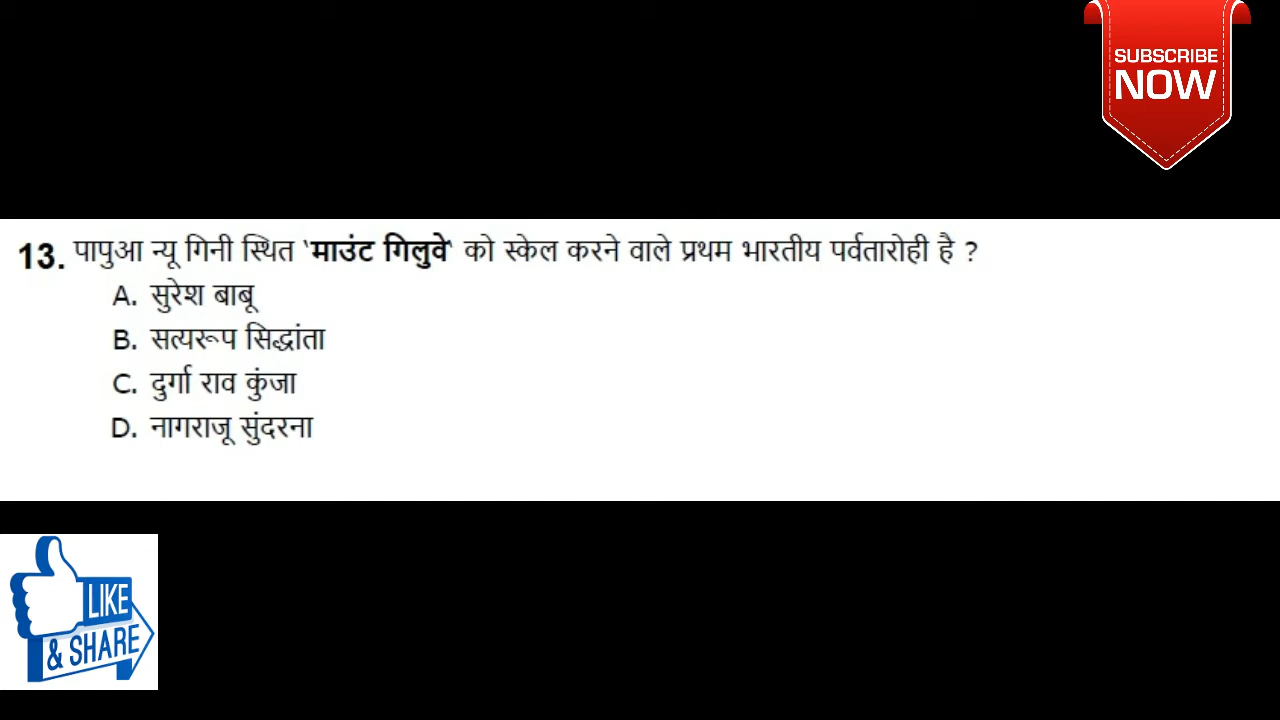 SUBSCRIBE
NOW
13. पापुआ न्यू गिनी स्थित `माउंट गिलुवे` को स्केल करने वाले प्रथम भारतीय पर्वतारोही है ?
A. सुरेश बाबू
B. सत्यरूप सिद्धांता
C. दुर्गा राव कुंजा
D. नागराजू सुंदरना
LIKE
& SHARE